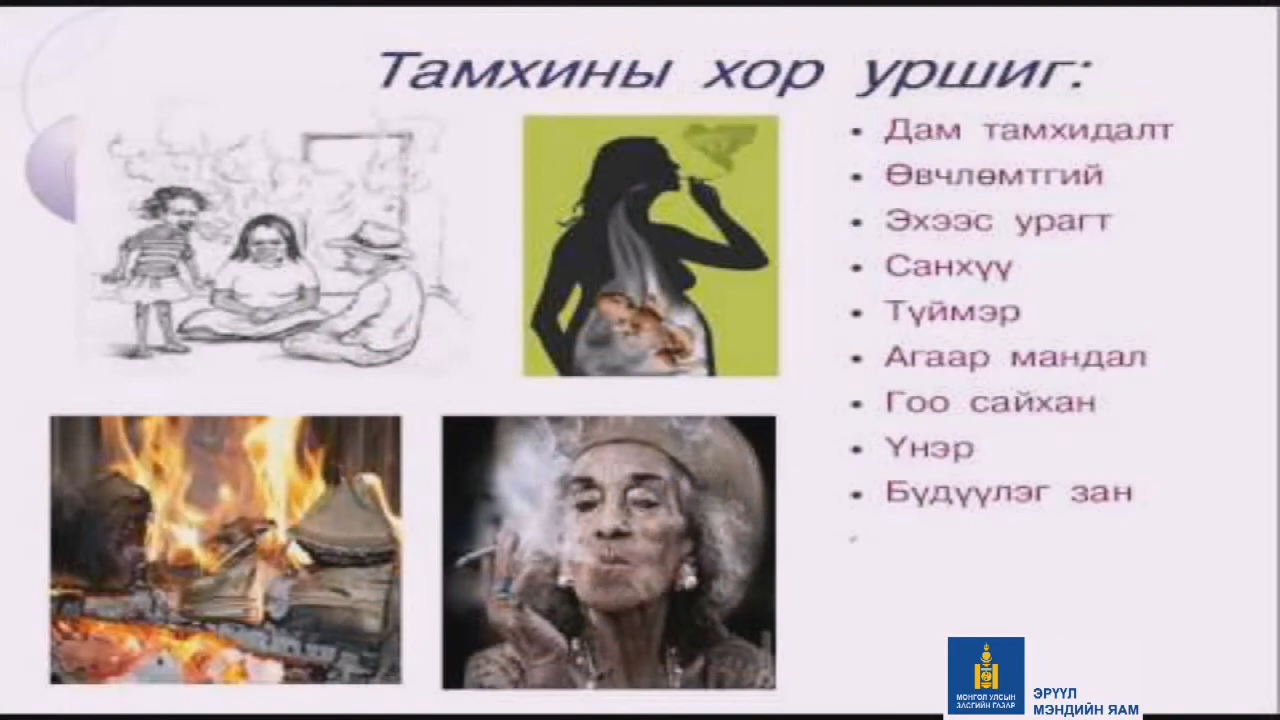 Тамхины хор уршиг:
• Дам тамхидалт
• Өвчлөмтгий
• Эхээс урагт
• Санхүү
• Түймэр
• Агаар мандал
• Гоо сайхан
• Үнэр
• Бүдүүлэг зан
МОНГОЛ УЛСЫН
ЗАСГИЙН ГАЗАР
ЭРҮҮЛ
МЭНДИЙН ЯАМ